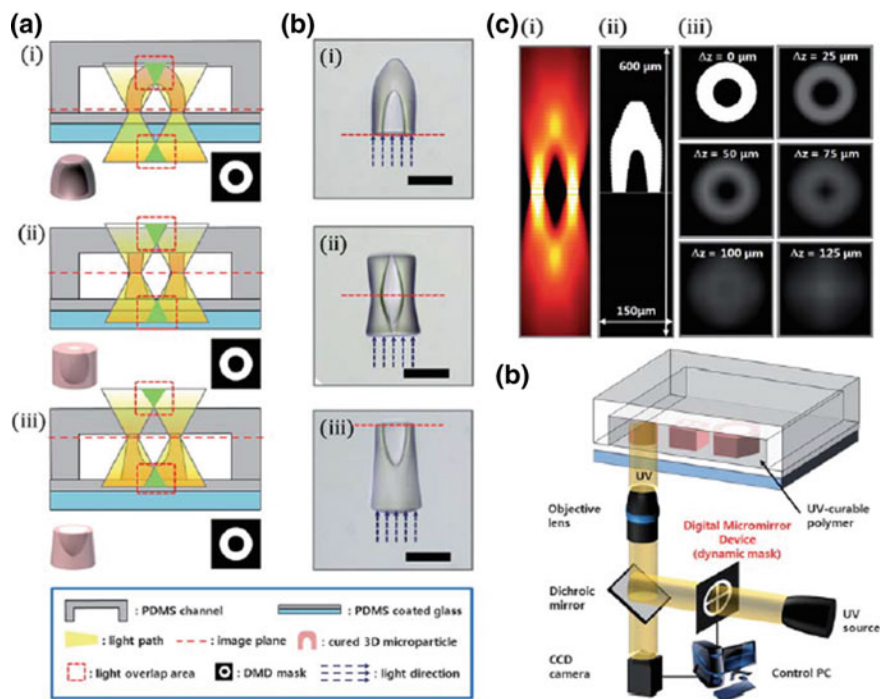 (a)
(i)
(ii)
(iii)
(b)
(i)
(ii)
(iii)
(c)
(i)
(ii)
(iii)
600 μm
150μm
Δz = 0 μm
Δz = 25 μm
Δz = 50 μm
Δz = 75 μm
Δz = 100 μm
Δz = 125 μm
(b)
UV
Objective
lens
UV-curable
polymer
Digital Micromirror
Device
(dynamic mask)
Dichroic
mirror
UV
source
CCD
camera
Control PC
: PDMS channel
: PDMS coated glass
: light path
: image plane
: cured 3D microparticle
: light overlap area
: DMD mask
: light direction